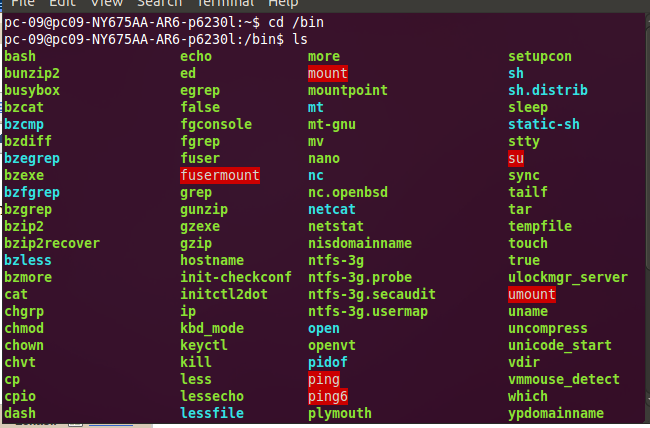 File Edit View Search Terminal Help
pc-09@pc09-NY675AA-AR6-p6230l:~$ cd /bin
pc-09@pc09-NY675AA-AR6-p6230l:/bin$ ls
bash echo more setupcon
bunzip2 ed mount sh
busybox egrep mountpoint sh.distrib
bzcat false mt sleep
bzcmp fgconsole mt-gnu static-sh
bzdiff fgrep mv stty
bzegrep fuser nano su
bzexe fusermount nc sync
bzfgrep grep nc.openbsd tailf
bzgrep gunzip netcat tar
bzip2 gzexe netstat tempfile
bzip2recover gzip nisdomainname touch
bzless hostname ntfs-3g true
bzmore init-checkconf ntfs-3g.probe ulockmgr_server
cat initctl2dot ntfs-3g.secaudit umount
chgrp ip ntfs-3g.usermap uname
chmod kbd_mode open uncompress
chown keyctl openvt unicode_start
chvt kill pidof vdir
cp less ping vmmouse_detect
cpio lessecho ping6 which
dash lessfile plymouth ypdomainname